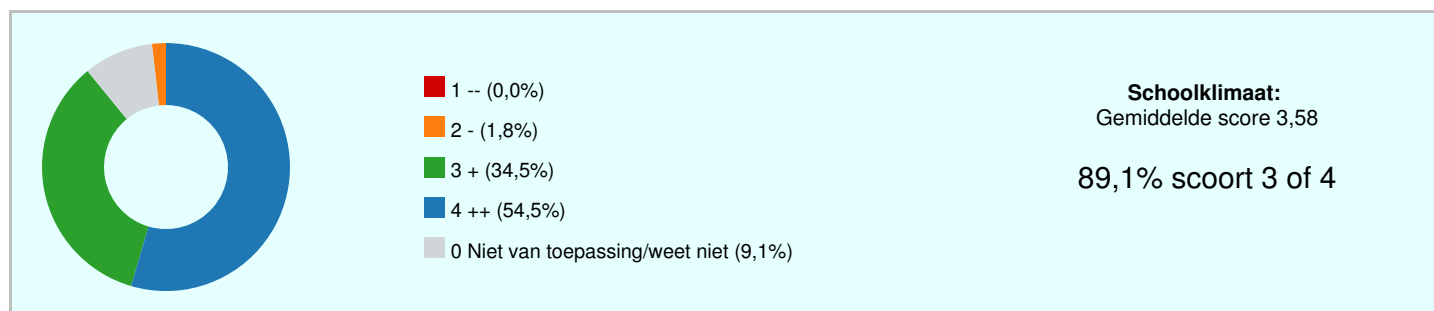 1 -- (0,0%)
2 - (1,8%)
3 + (34,5%)
4 ++ (54,5%)
0 Niet van toepassing/weet niet (9,1%)
Schoolklimaat:
Gemiddelde score 3,58
89,1% scoort 3 of 4